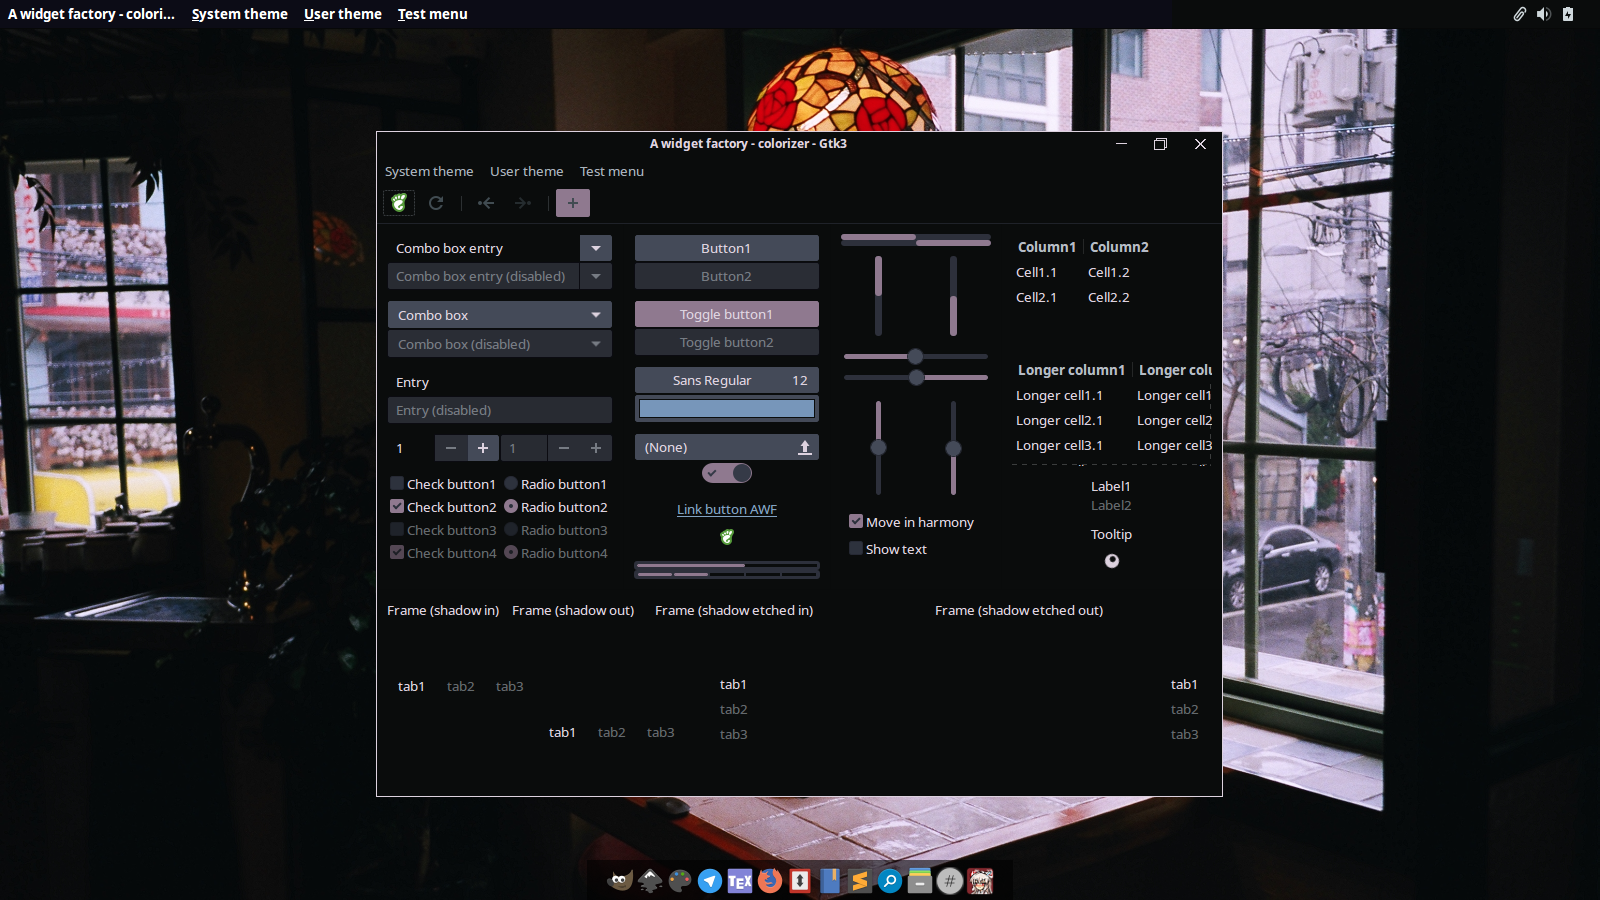 A widget factory - colori... System theme User theme Test menu
A widget factory - colorizer - Gtk3
System theme User theme Test menu
Combo box entry
Combo box entry (disabled)
Combo box
Combo box (disabled)
Entry
Entry (disabled)
1
1
Check button1 Radio button1
Check button2 Radio button2
Check button3 Radio button3
Check button4 Radio button4
Button1
Button2
Toggle button1
Toggle button2
Sans Regular 12
(None)
Link button AWF
Move in harmony
Show text
Column1 Column2
Cell1.1 Cell1.2
Cell2.1 Cell2.2
Longer column1 Longer colu
Longer cell1.1 Longer cell1
Longer cell2.1 Longer cell2
Longer cell3.1 Longer cell3
Label1
Label2
Tooltip
Frame (shadow in) Frame (shadow out) Frame (shadow etched in) Frame (shadow etched out)
tab1 tab2 tab3
tab1 tab2 tab3
tab1
tab2
tab3
tab1
tab2
tab3
TEX
#